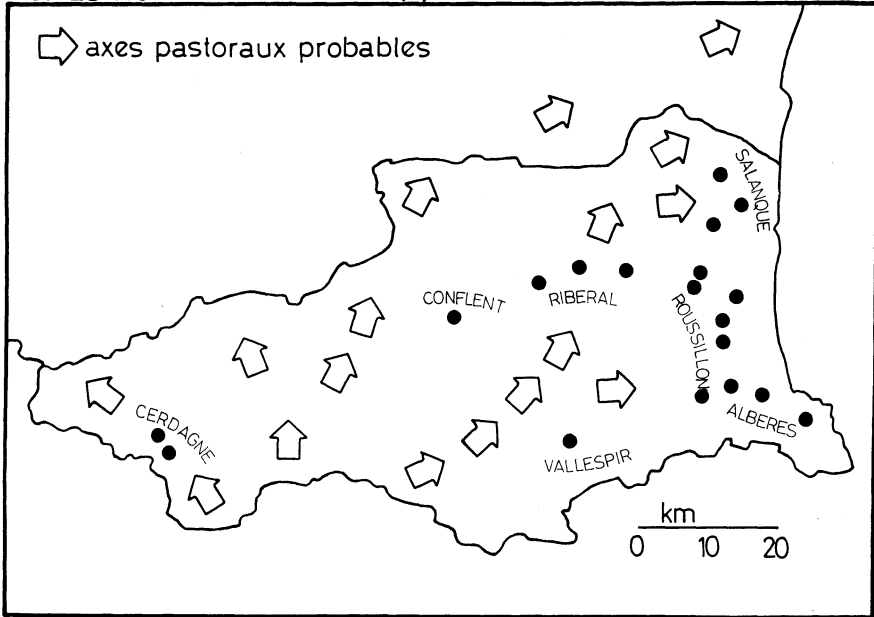 axes pastoraux probables
SALANQUE
CONFLENT
RIBERAL
ROUSSILLON
CERDAGNE
ALBERES
VALLESPIR
km
0 10 20